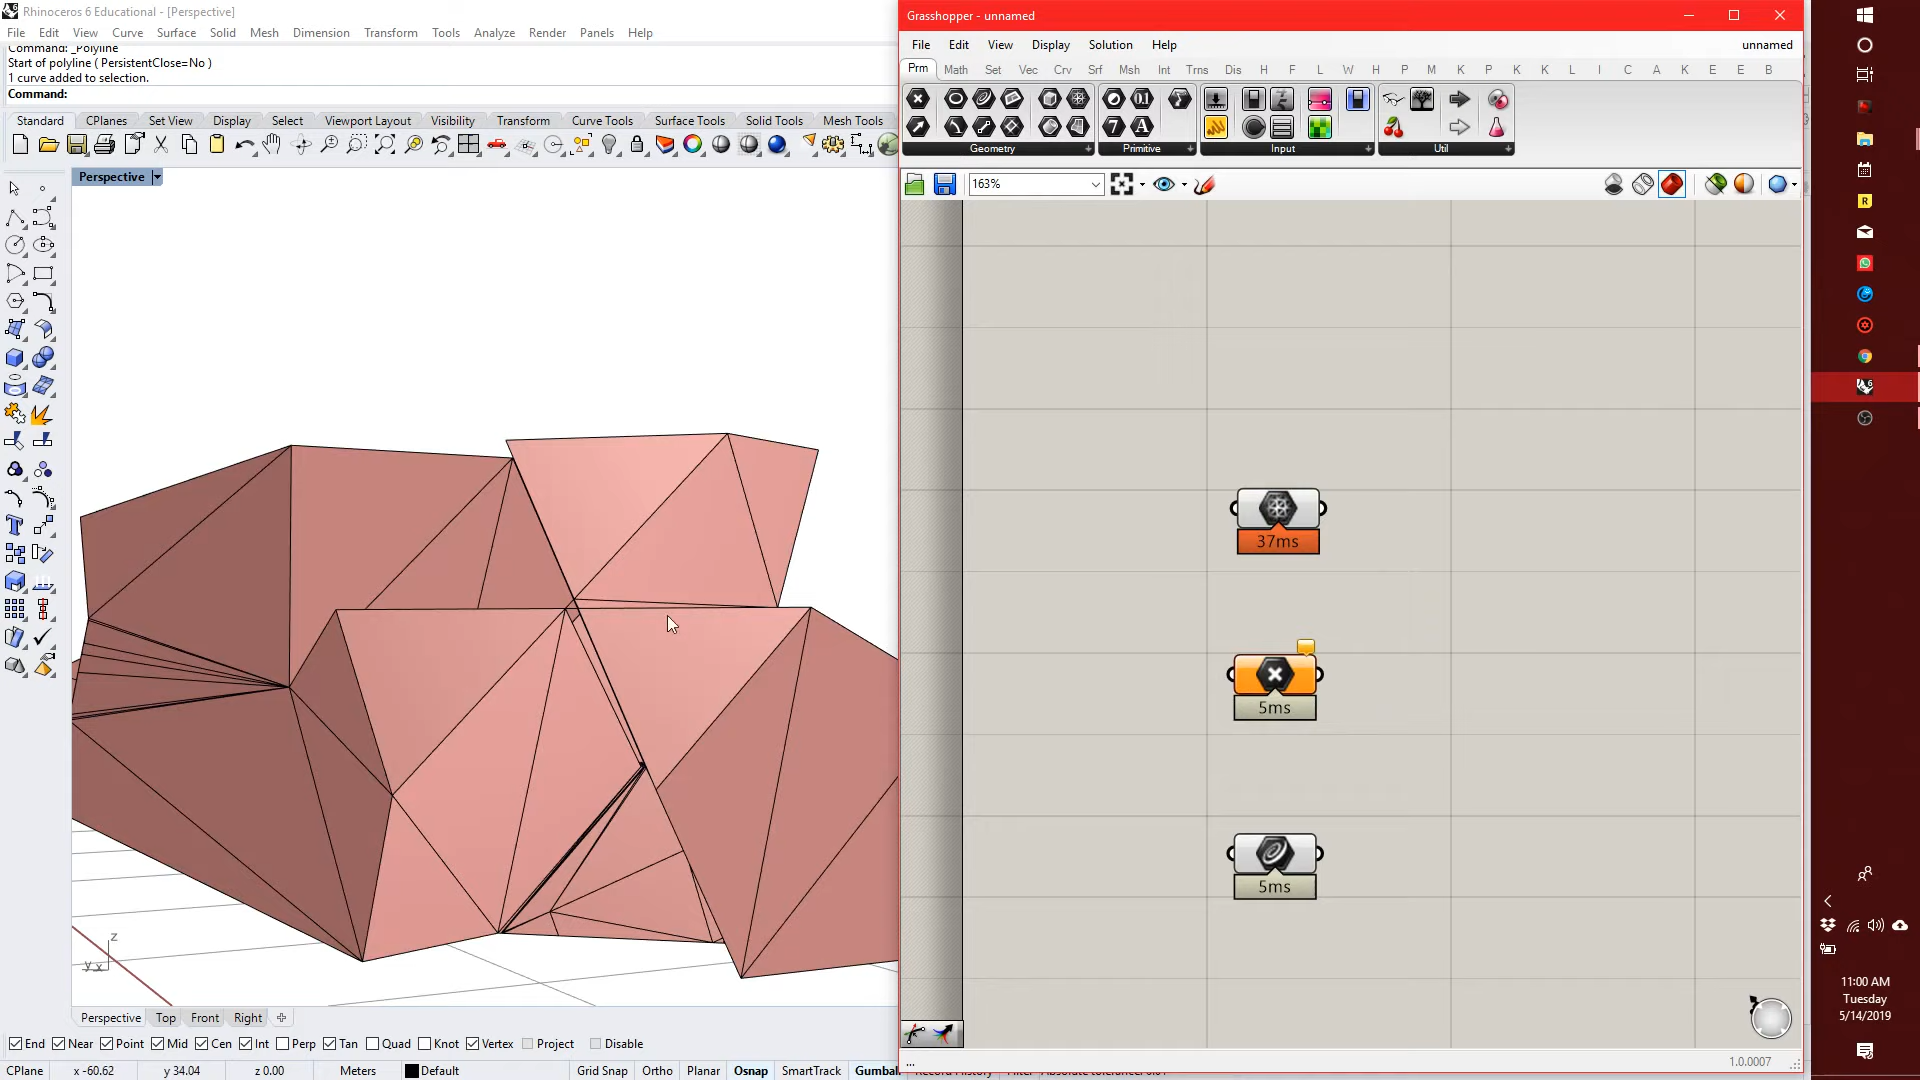 Rhinoceros 6 Educational - [Perspective]
File Edit View Curve Surface Solid Mesh Dimension Transform Tools Analyze Render Panels Help
Command: _Polyline
Start of polyline ( PersistentClose=No )
1 curve added to selection.
Command:
Standard CPlanes Set View Display Select Viewport Layout Visibility Transform Curve Tools Surface Tools Solid Tools Mesh Tools
Perspective
z
y x
Perspective Top Front Right
End Near Point Mid Cen Int Perp Tan Quad Knot Vertex Project Disable
CPlane x -60.62 y 34.04 z 0.00 Meters Default Grid Snap Ortho Planar Osnap SmartTrack Gumball
Grasshopper - unnamed
File Edit View Display Solution Help unnamed
Prm Math Set Vec Crv Srf Msh Int Trns Dis H F L W H P M K P K K L I C A K E E B
Geometry Primitive Input Util
163%
37ms
5ms
5ms
... 1.0.0007
11:00 AM
Tuesday
5/14/2019